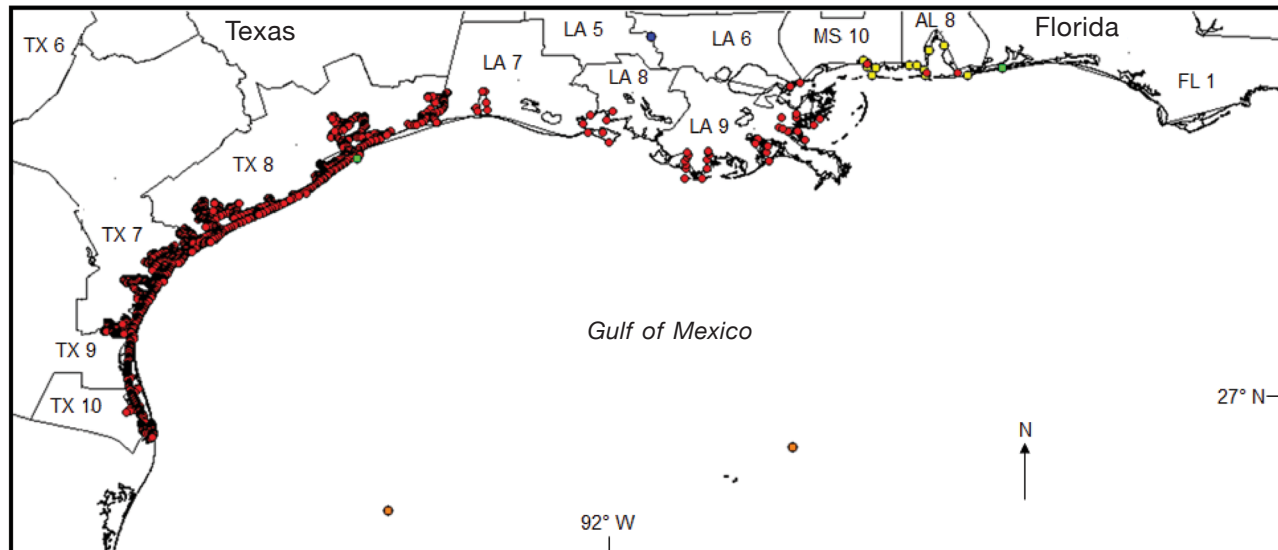 Texas
Florida
TX 6
LA 5
LA 6
MS 10
AL 8
LA 7
LA 8
FL 1
LA 9
TX 8
TX 7
Gulf of Mexico
TX 9
TX 10
27° N
N
92° W